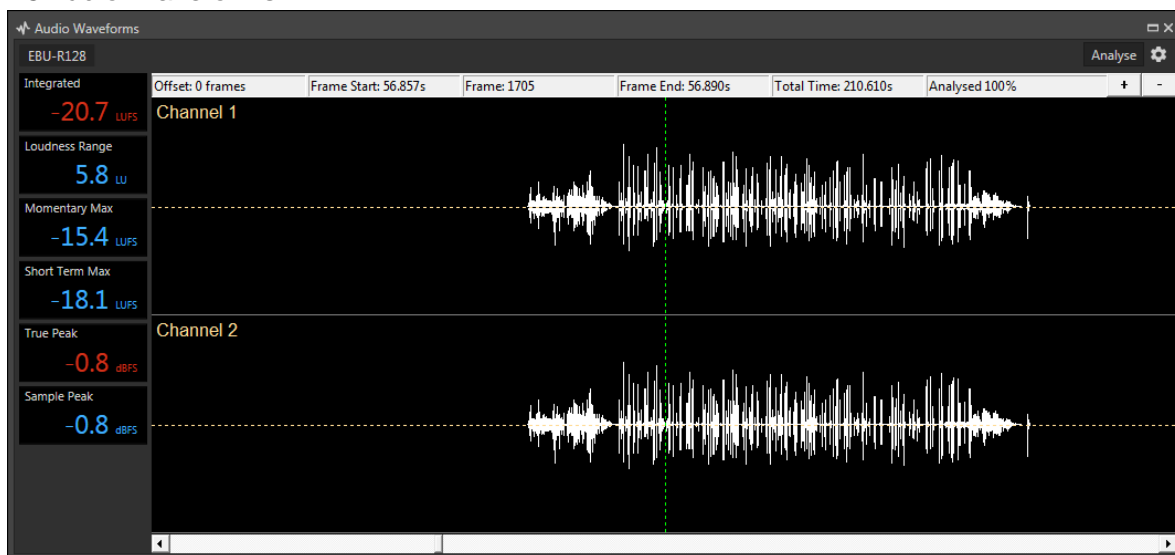 Audio Waveforms
EBU-R128
Analyse
Integrated
-20.7 LUFS
Loudness Range
5.8 LU
Momentary Max
-15.4 LUFS
Short Term Max
-18.1 LUFS
True Peak
-0.8 dBFS
Sample Peak
-0.8 dBFS
Offset: 0 frames
Frame Start: 56.857s
Frame: 1705
Frame End: 56.890s
Total Time: 210.610s
Analysed 100%
+
-
Channel 1
Channel 2